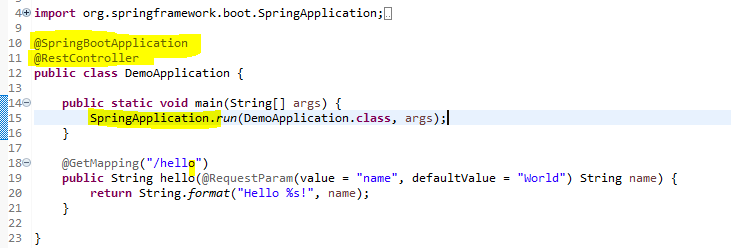 4 import org.springframework.boot.SpringApplication;
9
10 @SpringBootApplication
11 @RestController
12 public class DemoApplication {
13
14 public static void main(String[] args) {
15 SpringApplication.run(DemoApplication.class, args);
16 }
17
18 @GetMapping("/hello")
19 public String hello(@RequestParam(value = "name", defaultValue = "World") String name) {
20 return String.format("Hello %s!", name);
21 }
22
23 }